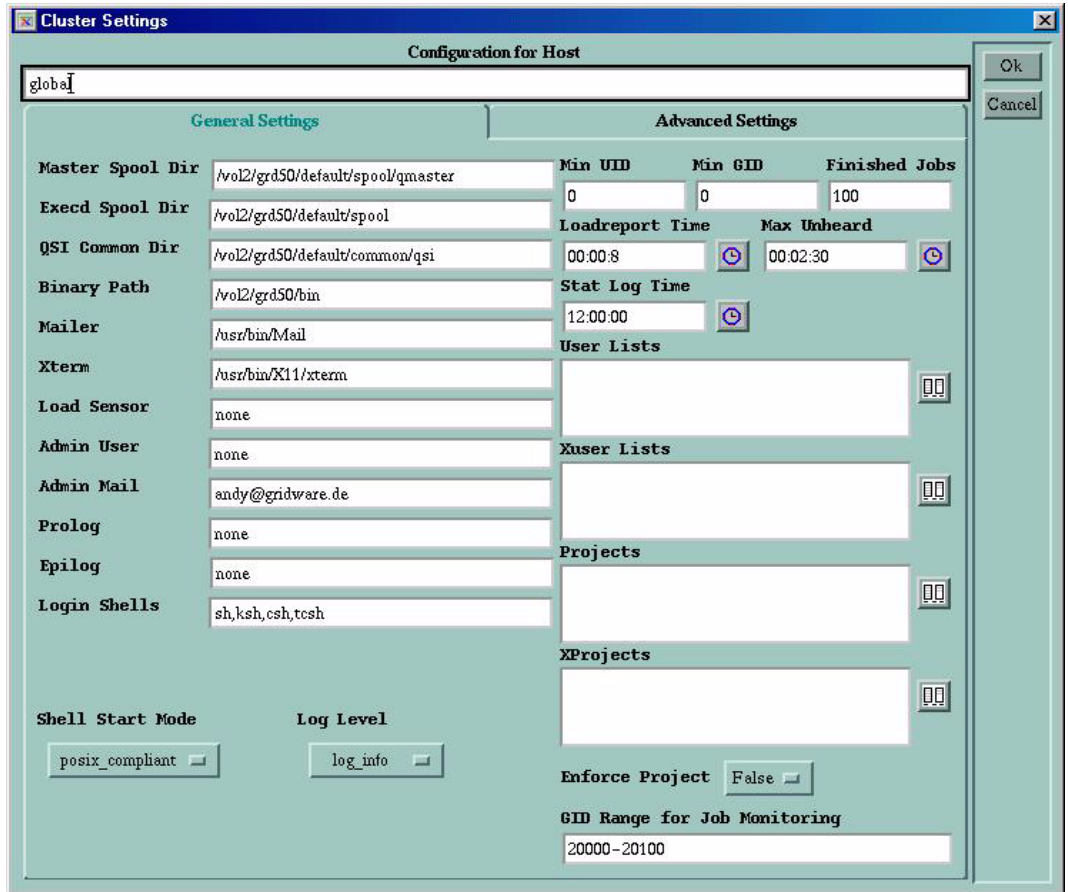 Cluster Settings
Configuration for Host
global
Ok
Cancel
General Settings
Advanced Settings
Master Spool Dir
/vol2/grd50/default/spool/qmaster
Execd Spool Dir
/vol2/grd50/default/spool
QSI Common Dir
/vol2/grd50/default/common/qsi
Binary Path
/vol2/grd50/bin
Mailer
/usr/bin/Mail
Xterm
/usr/bin/X11/xterm
Load Sensor
none
Admin User
none
Admin Mail
andy@gridware.de
Prolog
none
Epilog
none
Login Shells
sh,ksh,csh,tcsh
Shell Start Mode
posix_compliant
Log Level
log_info
Min UID
0
Min GID
0
Finished Jobs
100
Loadreport Time
00:00:8
Max Unheard
00:02:30
Stat Log Time
12:00:00
User Lists
Xuser Lists
Projects
XProjects
Enforce Project
False
GID Range for Job Monitoring
20000-20100